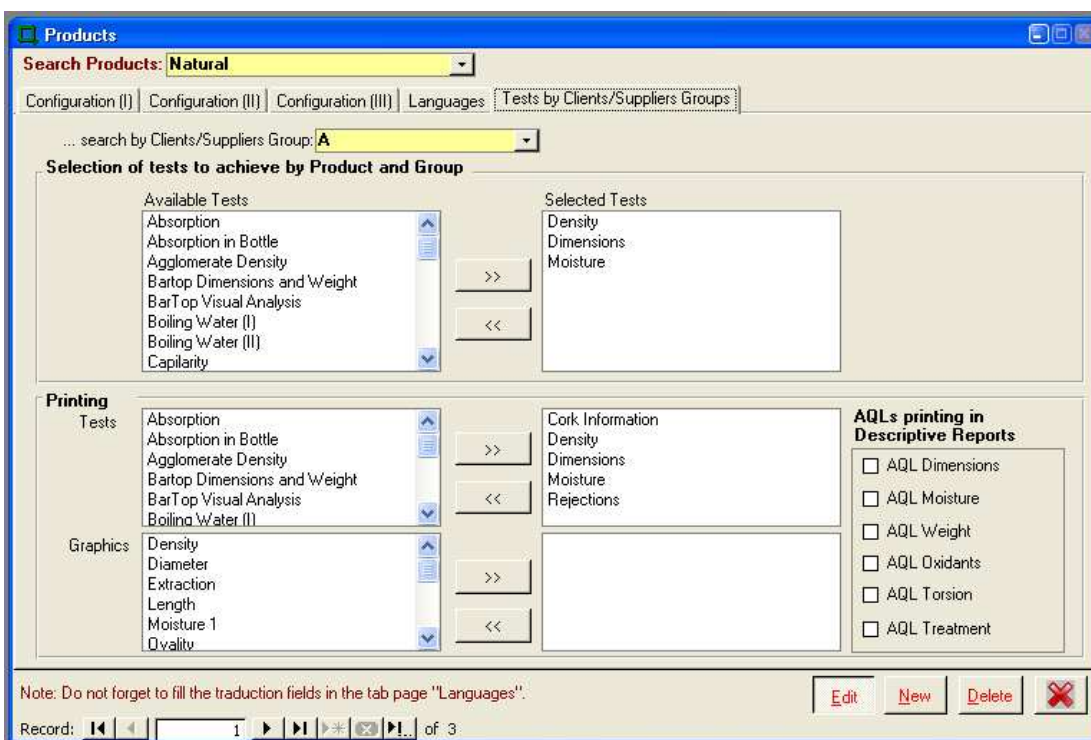 Products
Search Products: Natural
Configuration (I) Configuration (II) Configuration (III) Languages Tests by Clients/Suppliers Groups
... search by Clients/Suppliers Group: A
Selection of tests to achieve by Product and Group
Available Tests
Absorption
Absorption in Bottle
Agglomerate Density
Bartop Dimensions and Weight
BarTop Visual Analysis
Boiling Water (I)
Boiling Water (II)
Capilarity
>>
<<
Selected Tests
Density
Dimensions
Moisture
Printing
Tests
Absorption
Absorption in Bottle
Agglomerate Density
Bartop Dimensions and Weight
BarTop Visual Analysis
Boiling Water (I)
>>
<<
Cork Information
Density
Dimensions
Moisture
Rejections
Graphics
Density
Diameter
Extraction
Length
Moisture 1
Ovality
>>
<<
AQLs printing in
Descriptive Reports
AQL Dimensions
AQL Moisture
AQL Weight
AQL Oxidants
AQL Torsion
AQL Treatment
Note: Do not forget to fill the traduction fields in the tab page "Languages".
Edit New Delete
Record: 1 of 3